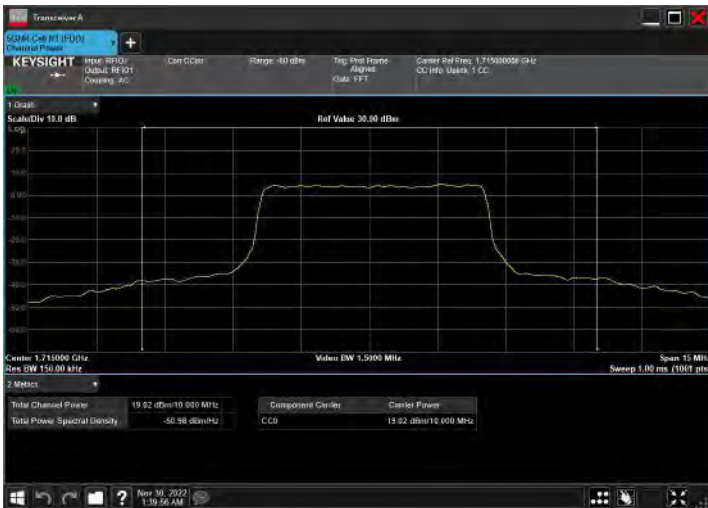 Transceiver A
5GNR Cell N1 (FDD)
Channel Power
KEYSIGHT
Input: RFIO1
Output: RFIO1
Coupling: AC
Corr CCorr
Range: -60 dBm
Trig: Prot Frame
Aligned
Gate: FFT
Carrier Ref Freq: 1.715000000 GHz
CC Info: Uplink, 1 CC
1 Graph
Scale/Div 10.0 dB
Ref Value 30.00 dBm
Log
Center 1.715000 GHz
Video BW 1.5000 MHz
Span 15 MHz
Res BW 150.00 kHz
Sweep 1.00 ms (1001 pts
2 Metrics
Total Channel Power
19.02 dBm/10.000 MHz
Total Power Spectral Density
-50.98 dBm/Hz
Component Carrier
Carrier Power
CC0
19.02 dBm/10.000 MHz
Nov 30, 2022
1:39:56 AM